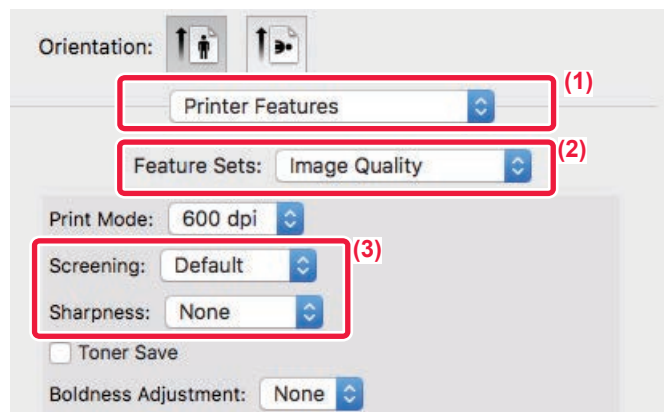 Orientation:
(1)
Printer Features
(2)
Feature Sets: Image Quality
Print Mode: 600 dpi
(3)
Screening: Default
Sharpness: None
Toner Save
Boldness Adjustment: None